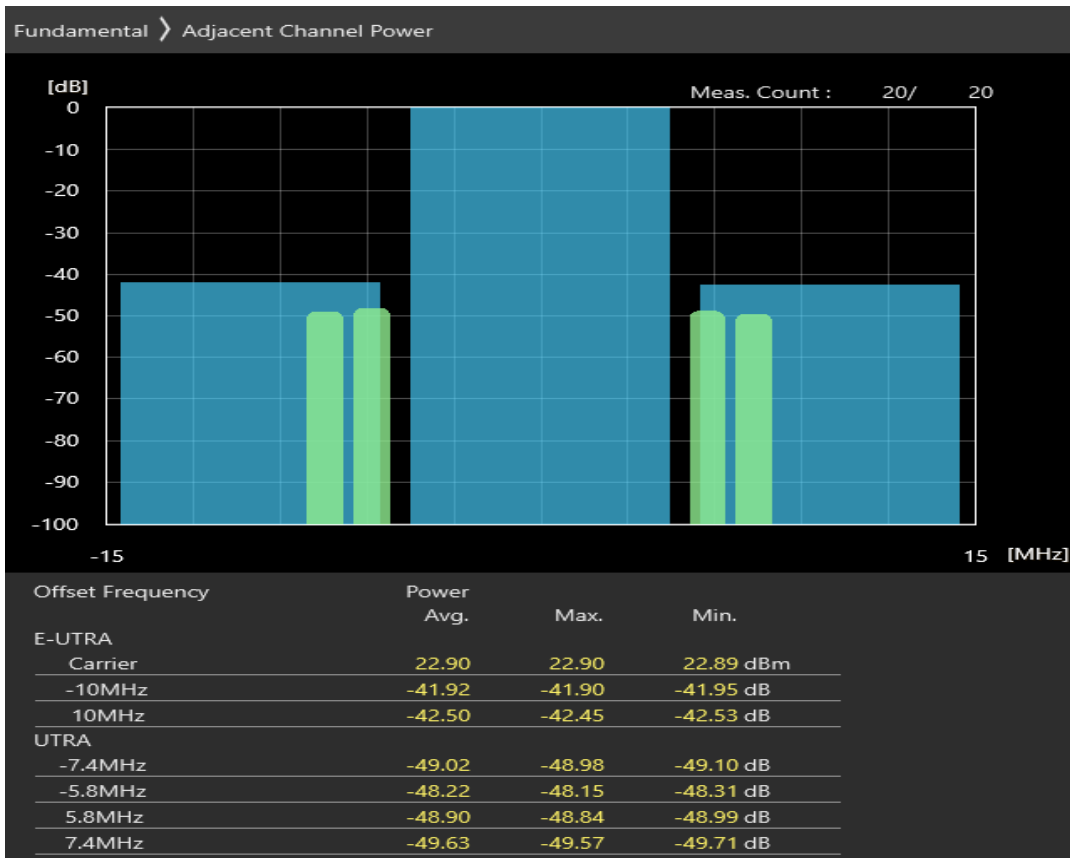 Fundamental 〉 Adjacent Channel Power
[dB]
Meas. Count : 20/ 20
0
-10
-20
-30
-40
-50
-60
-70
-80
-90
-100
-15 15 [MHz]
Offset Frequency Power
Avg. Max. Min.
E-UTRA
Carrier 22.90 22.90 22.89 dBm
-10MHz -41.92 -41.90 -41.95 dB
10MHz -42.50 -42.45 -42.53 dB
UTRA
-7.4MHz -49.02 -48.98 -49.10 dB
-5.8MHz -48.22 -48.15 -48.31 dB
5.8MHz -48.90 -48.84 -48.99 dB
7.4MHz -49.63 -49.57 -49.71 dB